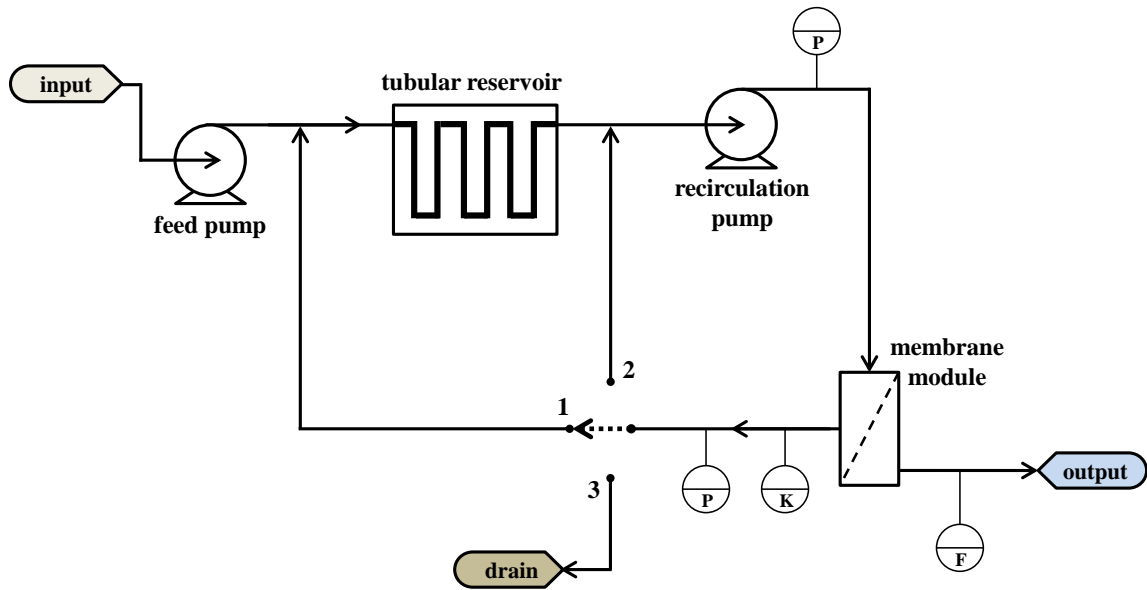 P
input
tubular reservoir
feed pump
recirculation
pump
membrane
module
2
1
3
P
K
output
F
drain